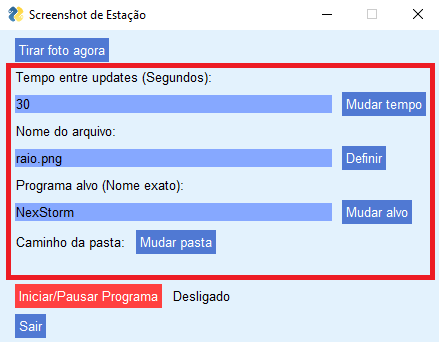 Screenshot de Estação
Tirar foto agora
Tempo entre updates (Segundos):
30 Mudar tempo
Nome do arquivo:
raio.png Definir
Programa alvo (Nome exato):
NexStorm Mudar alvo
Caminho da pasta: Mudar pasta
Iniciar/Pausar Programa Desligado
Sair